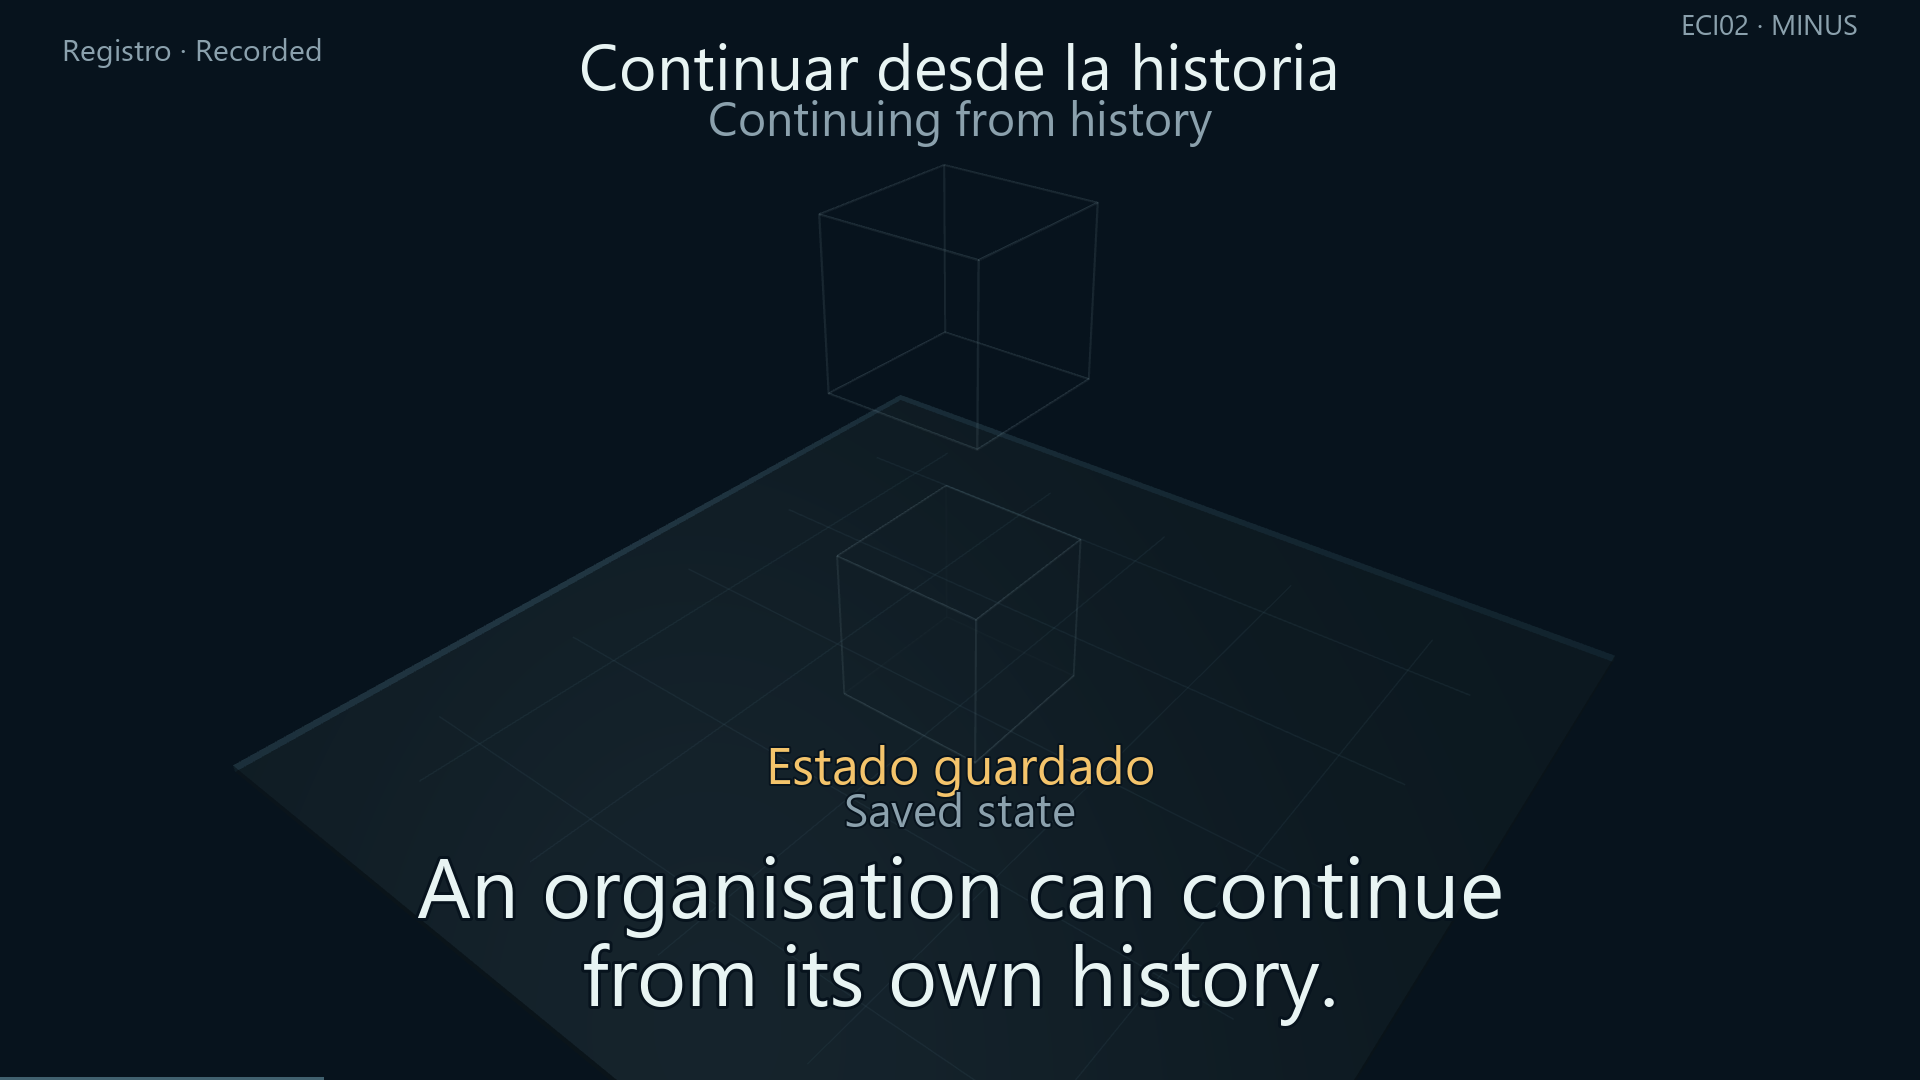 Registro · Recorded
ECI02 · MINUS
Continuar desde la historia
Continuing from history
Estado guardado
Saved state
An organisation can continue
from its own history.